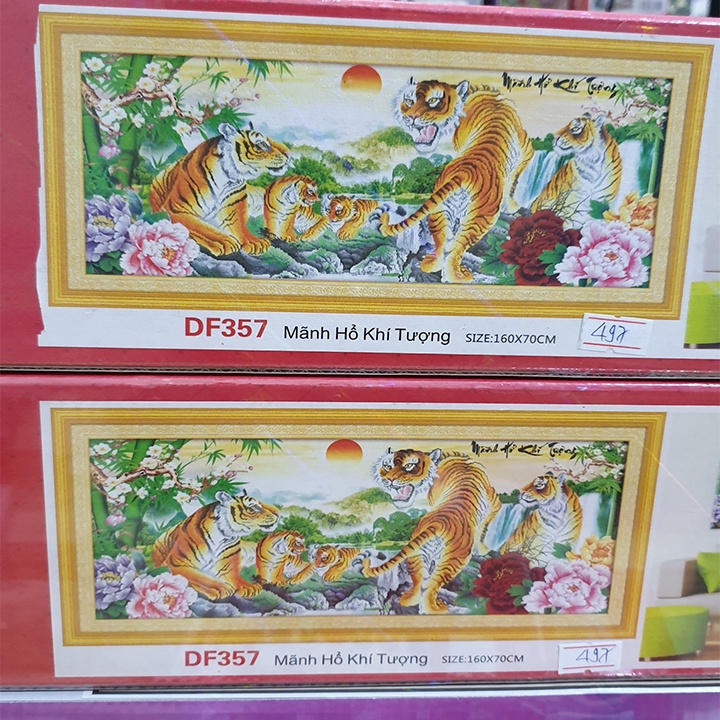 Mãnh Hổ Khí Tượng
DF357 Mãnh Hổ Khí Tượng SIZE:160X70CM
497
Mãnh Hổ Khí Tượng
DF357 Mãnh Hổ Khí Tượng SIZE:160X70CM
497